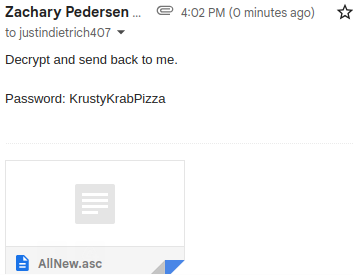 Zachary Pedersen ... 4:02 PM (0 minutes ago)
to justindietrich407
Decrypt and send back to me.
Password: KrustyKrabPizza
AllNew.asc